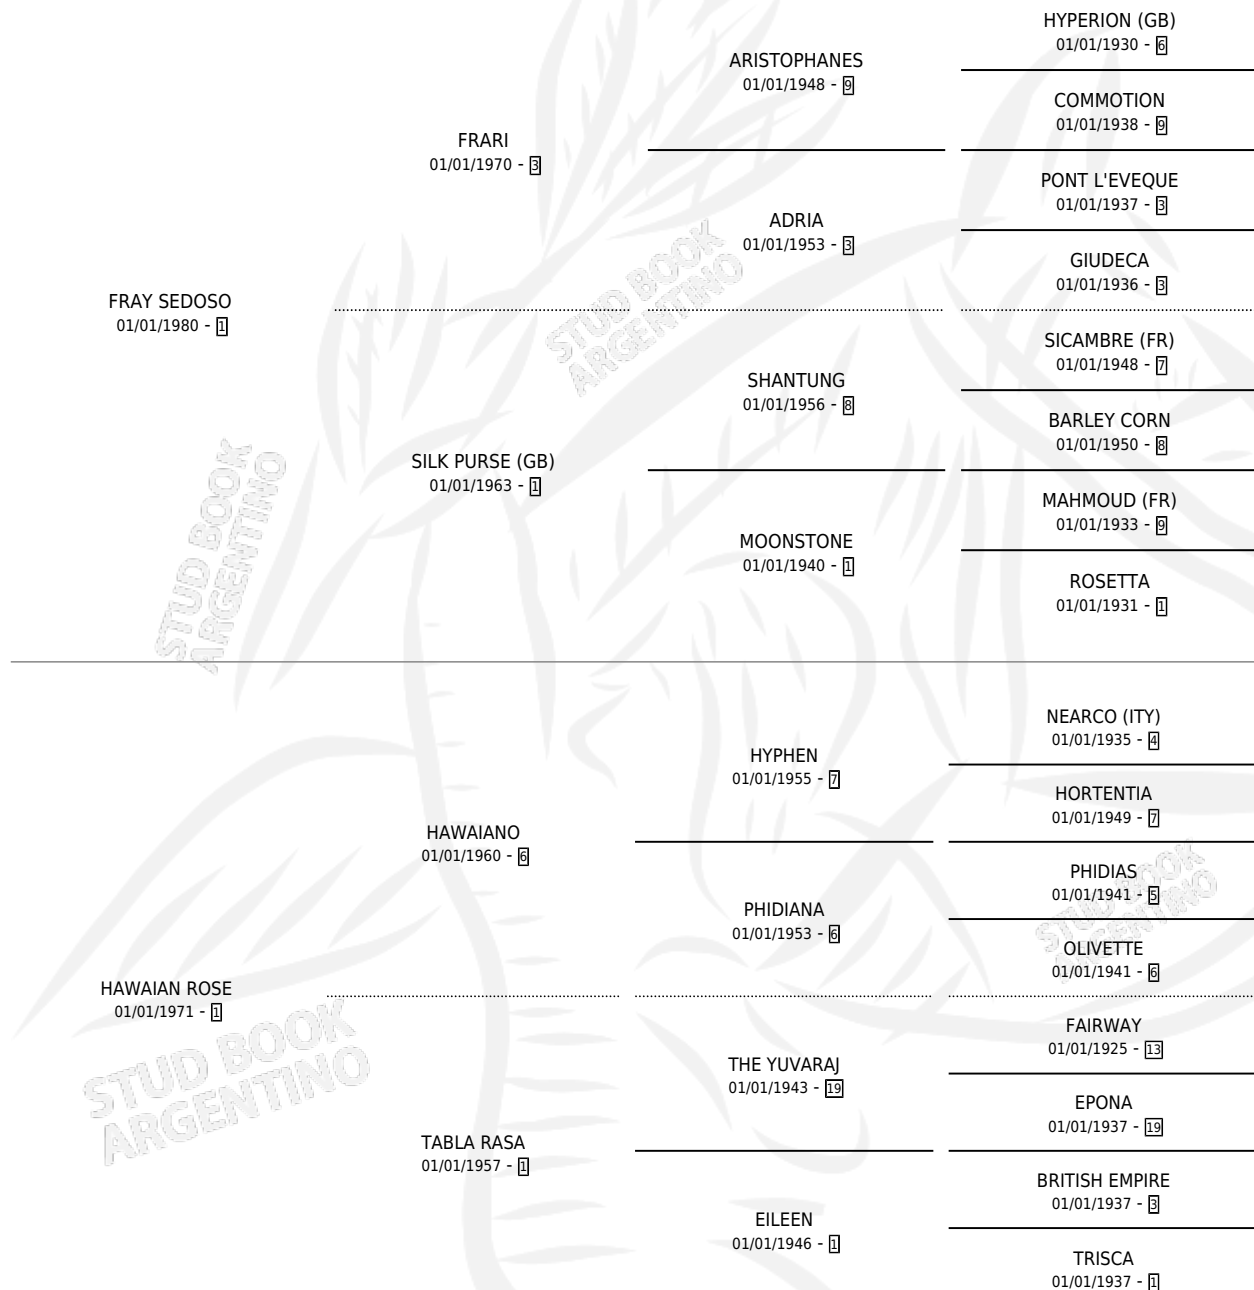 HYPERION (GB)
01/01/1930 - 6
ARISTOPHANES
01/01/1948 - 9
COMMOTION
01/01/1938 - 9
FRARI
01/01/1970 - 3
PONT L'EVEQUE
01/01/1937 - 3
ADRIA
01/01/1953 - 3
GIUDECA
01/01/1936 - 3
FRAY SEDOSO
01/01/1980 - 1
STUD BOOK
ARGENTINO
SICAMBRE (FR)
01/01/1948 - 7
SHANTUNG
01/01/1956 - 8
BARLEY CORN
01/01/1950 - 8
SILK PURSE (GB)
01/01/1963 - 1
MAHMOUD (FR)
01/01/1933 - 9
MOONSTONE
01/01/1940 - 1
ROSETTA
01/01/1931 - 1
STUD BOOK
ARGENTINO
NEARCO (ITY)
01/01/1935 - 4
HYPHEN
01/01/1955 - 7
HORTENTIA
01/01/1949 - 7
HAWAIANO
01/01/1960 - 6
PHIDIAS
01/01/1941 - 5
PHIDIANA
01/01/1953 - 6
STUD BOOK
ARGENTINO
OLIVETTE
01/01/1941 - 6
HAWAIAN ROSE
01/01/1971 - 1
FAIRWAY
01/01/1925 - 13
THE YUVARAJ
01/01/1943 - 19
STUD BOOK
ARGENTINO
EPONA
01/01/1937 - 19
TABLA RASA
01/01/1957 - 1
BRITISH EMPIRE
01/01/1937 - 3
EILEEN
01/01/1946 - 1
TRISCA
01/01/1937 - 1